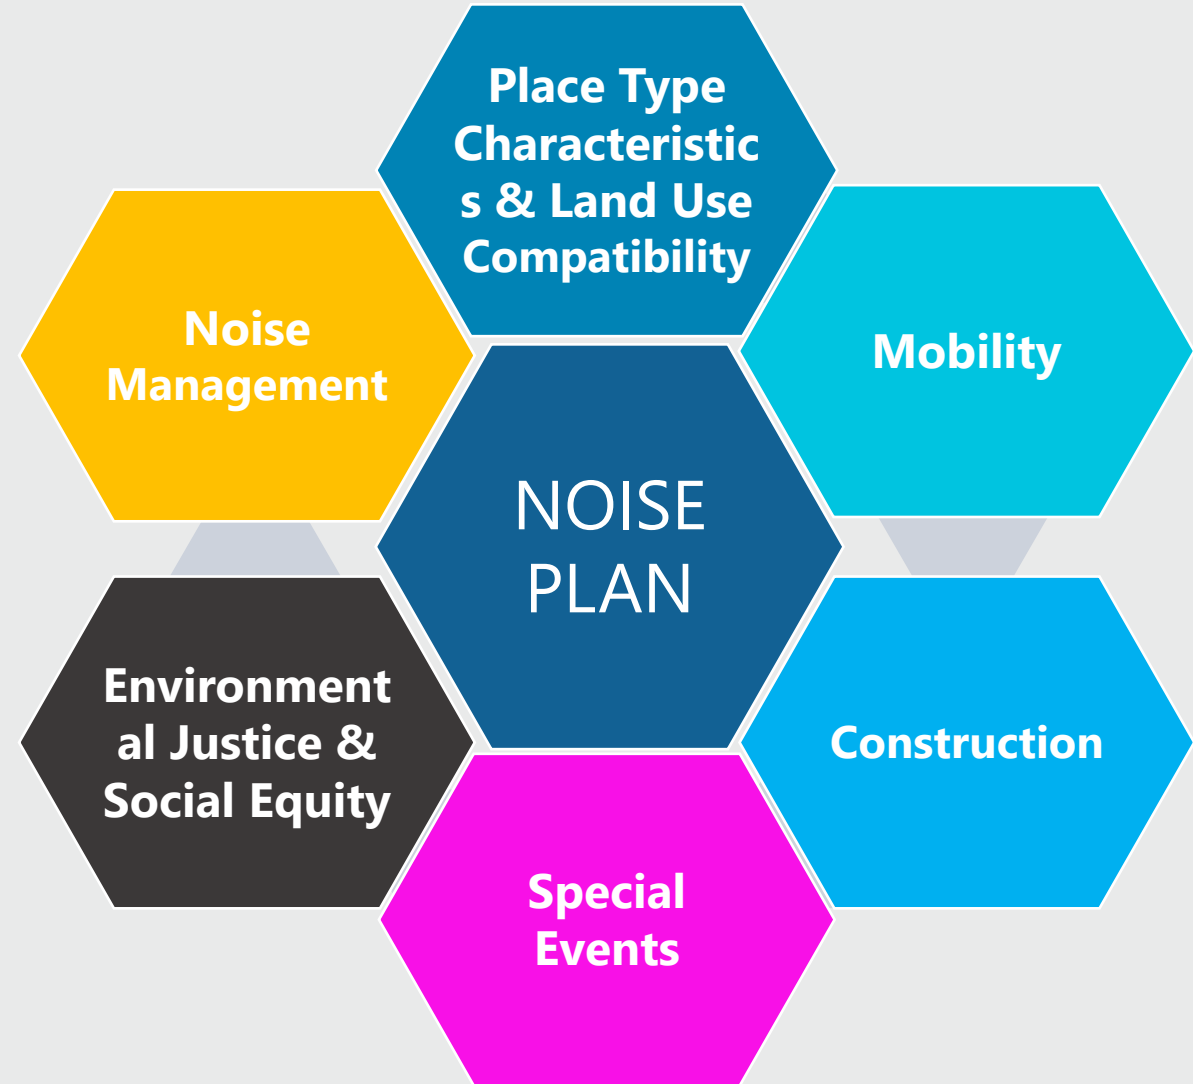 Place Type
Characteristic
s & Land Use
Compatibility
Noise
Management
Mobility
NOISE
PLAN
Environment
al Justice &
Social Equity
Construction
Special
Events